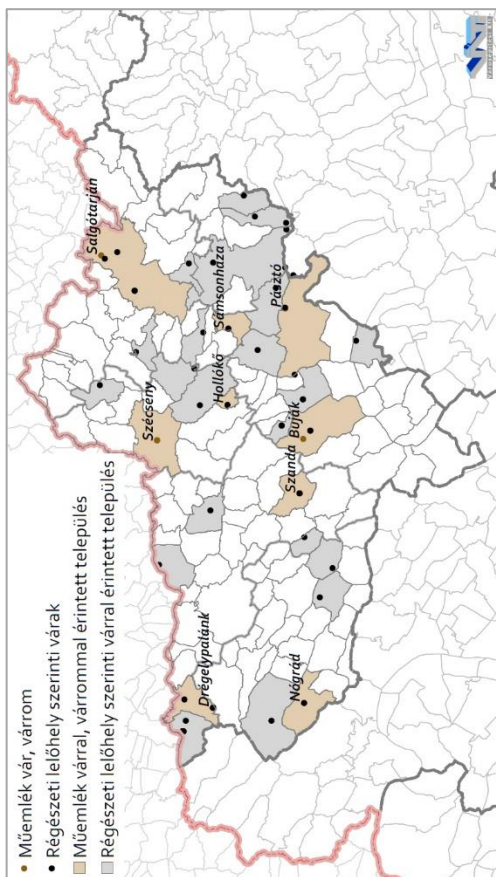 Műemlék vár, várrom
Régészeti lelőhely szerinti várak
Műemlék várral, várrommal érintett település
Régészeti lelőhely szerinti várral érintett település
Salgótarján
Szécsény
Sámsonháza
Hollókő
Pásztó
Drégelypalánk
Szanda
Buják
Nógrád